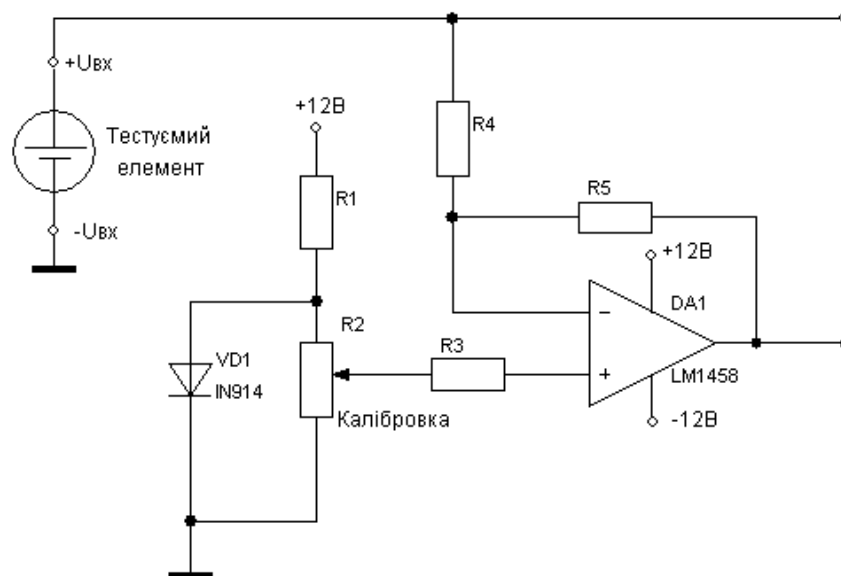 +Uвх
Тестуємий
елемент
-Uвх
+12В
R1
R4
R5
+12В
DA1
R2
R3
VD1
IN914
LM1458
Калібровка
-12В
−
+